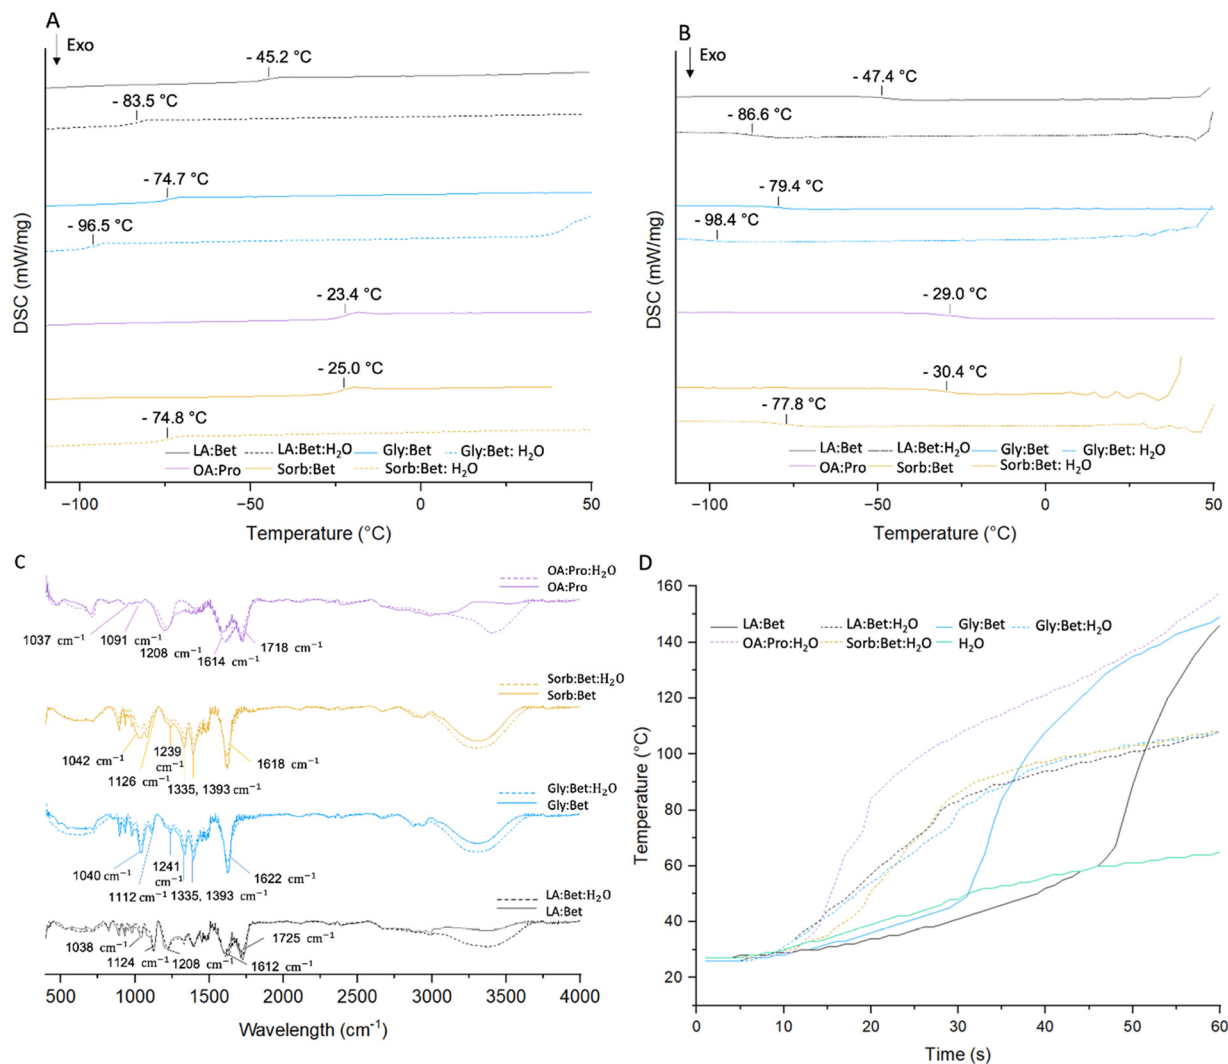 A
Exo
- 45.2 °C
- 83.5 °C
- 74.7 °C
- 96.5 °C
- 23.4 °C
- 25.0 °C
- 74.8 °C
LA:Bet LA:Bet:H₂O Gly:Bet Gly:Bet: H₂O
OA:Pro Sorb:Bet Sorb:Bet: H₂O
DSC (mW/mg)
−100 −50 0 50
Temperature (°C)
B
Exo
- 47.4 °C
- 86.6 °C
- 79.4 °C
- 98.4 °C
- 29.0 °C
- 30.4 °C
- 77.8 °C
LA:Bet LA:Bet:H₂O Gly:Bet Gly:Bet: H₂O
OA:Pro Sorb:Bet Sorb:Bet: H₂O
DSC (mW/mg)
−100 −50 0 50
Temperature (°C)
C
OA:Pro:H₂O
OA:Pro
1037 cm⁻¹ 1091 cm⁻¹ 1208 cm⁻¹ 1614 cm⁻¹ 1718 cm⁻¹
Sorb:Bet:H₂O
Sorb:Bet
1042 cm⁻¹ 1126 cm⁻¹ 1239 cm⁻¹ 1335, 1393 cm⁻¹ 1618 cm⁻¹
Gly:Bet:H₂O
Gly:Bet
1040 cm⁻¹ 1112 cm⁻¹ 1241 cm⁻¹ 1335, 1393 cm⁻¹ 1622 cm⁻¹
LA:Bet:H₂O
LA:Bet
1038 cm⁻¹ 1124 cm⁻¹ 1208 cm⁻¹ 1612 cm⁻¹ 1725 cm⁻¹
500 1000 1500 2000 2500 3000 3500 4000
Wavelength (cm⁻¹)
D
160
140
120
100
80
60
40
20
Temperature (°C)
LA:Bet LA:Bet:H₂O Gly:Bet Gly:Bet:H₂O
OA:Pro:H₂O Sorb:Bet:H₂O H₂O
0 10 20 30 40 50 60
Time (s)